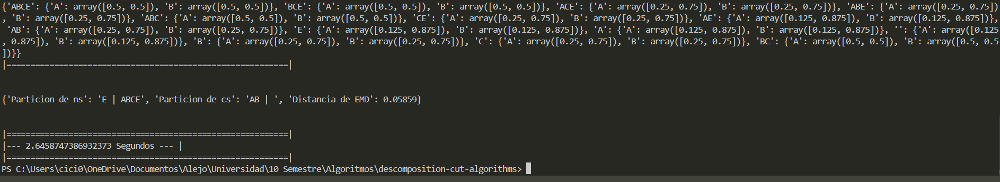 {'ABCE': {'A': array([0.5, 0.5]), 'B': array([0.5, 0.5])}, 'BCE': {'A': array([0.5, 0.5]), 'B': array([0.5, 0.5])}, 'ACE': {'A': array([0.25, 0.75]), 'B': array([0.25, 0.75])}, 'ABE': {'A': array([0.25, 0.75])
, 'B': array([0.25, 0.75])}, 'ABC': {'A': array([0.5, 0.5]), 'B': array([0.5, 0.5])}, 'CE': {'A': array([0.25, 0.75]), 'B': array([0.25, 0.75])}, 'AE': {'A': array([0.125, 0.875]), 'B': array([0.125, 0.875])},
'AB': {'A': array([0.25, 0.75]), 'B': array([0.25, 0.75])}, 'E': {'A': array([0.125, 0.875]), 'B': array([0.125, 0.875])}, 'A': {'A': array([0.125, 0.875]), 'B': array([0.125, 0.875])}, '': {'A': array([0.125
, 0.875]), 'B': array([0.125, 0.875])}, 'B': {'A': array([0.25, 0.75]), 'B': array([0.25, 0.75])}, 'C': {'A': array([0.25, 0.75]), 'B': array([0.25, 0.75])}, 'BC': {'A': array([0.5, 0.5]), 'B': array([0.5, 0.5
])}}
|===========================================================|
{'Particion de ns': 'E | ABCE', 'Particion de cs': 'AB | ', 'Distancia de EMD': 0.05859}
|===========================================================|
|--- 2.6458747386932373 Segundos --- |
|===========================================================|
PS C:\Users\cici0\OneDrive\Documentos\Alejo\Universidad\10 Semestre\Algoritmos\descomposition-cut-algorithms>